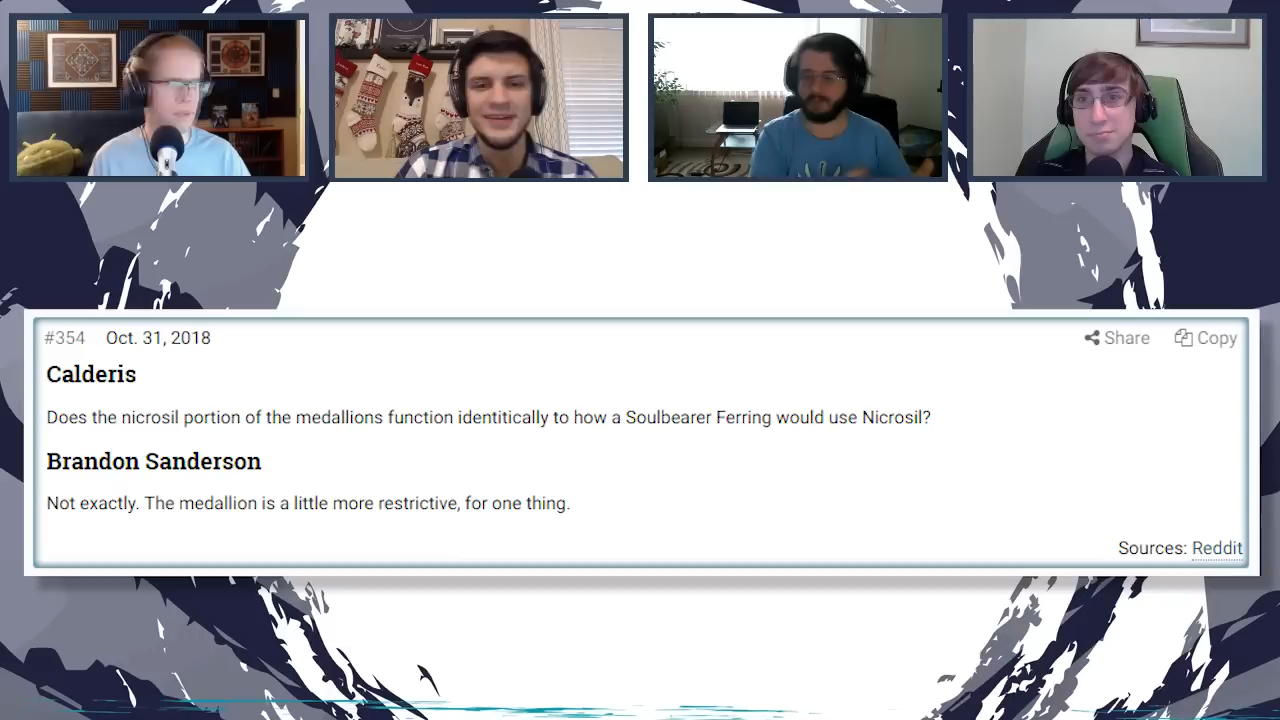 #354 Oct. 31, 2018 Share Copy
Calderis
Does the nicrosil portion of the medallions function identitically to how a Soulbearer Ferring would use Nicrosil?
Brandon Sanderson
Not exactly. The medallion is a little more restrictive, for one thing.
Sources: Reddit